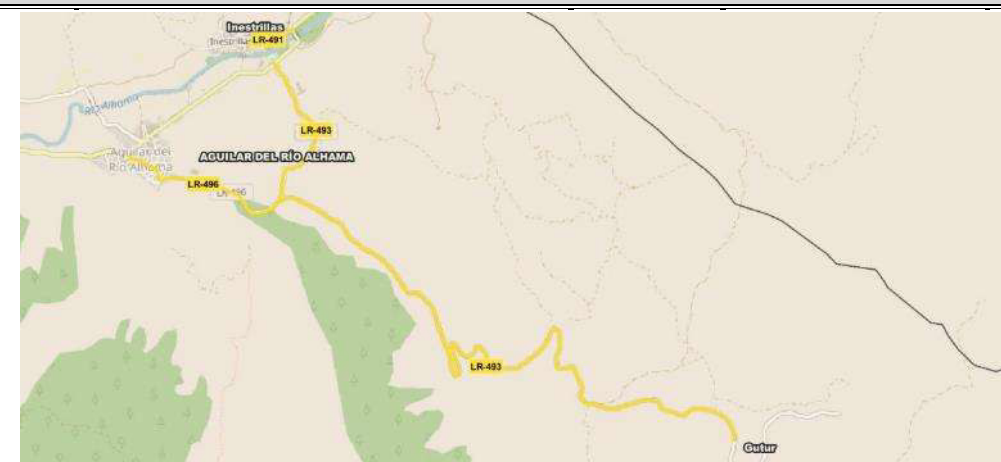 Inestrillas
LR-491
Inestrilla
Río Alhama
LR-493
Aguilar del
Río Alhama
AGUILAR DEL RÍO ALHAMA
LR-496
LR-496
LR-493
Gutur